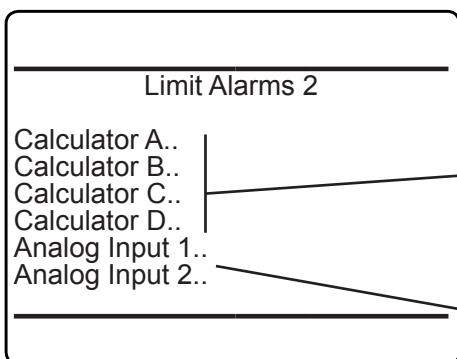 Limit Alarms 2
Calculator A..
Calculator B..
Calculator C..
Calculator D..
Analog Input 1..
Analog Input 2..